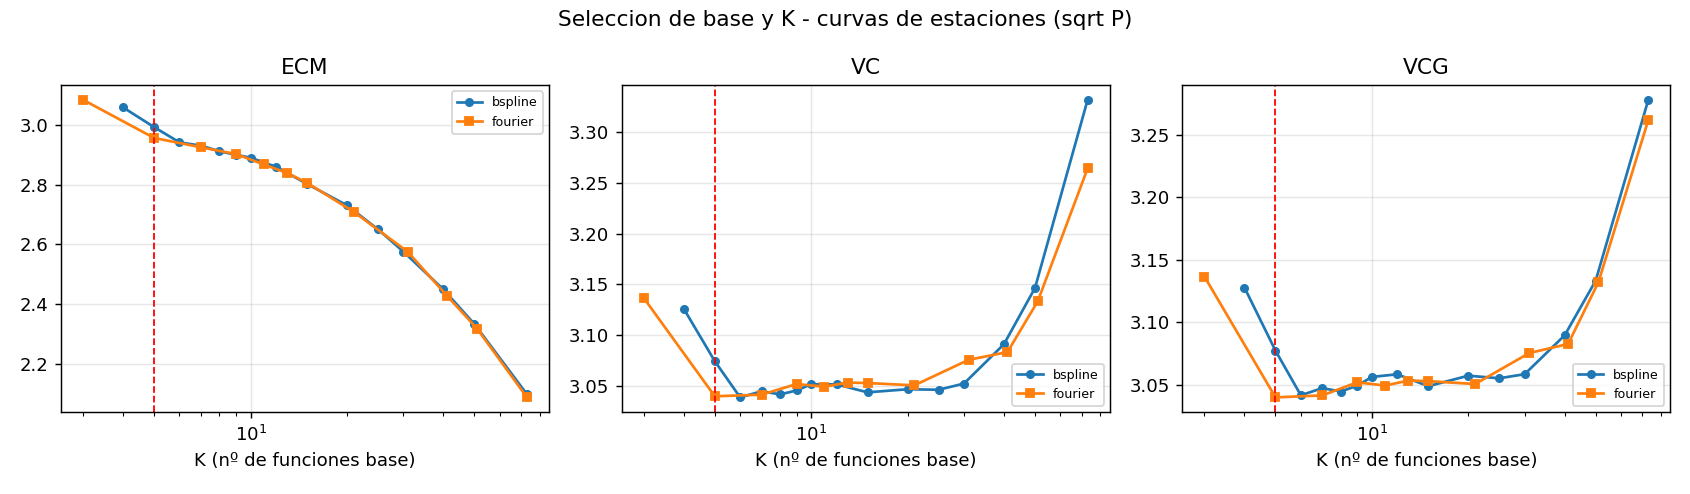 Seleccion de base y K - curvas de estaciones (sqrt P)
ECM
3.0
2.8
2.6
2.4
2.2
bspline
fourier
10¹
K (nº de funciones base)
VC
3.30
3.25
3.20
3.15
3.10
3.05
bspline
fourier
10¹
K (nº de funciones base)
VCG
3.25
3.20
3.15
3.10
3.05
bspline
fourier
10¹
K (nº de funciones base)